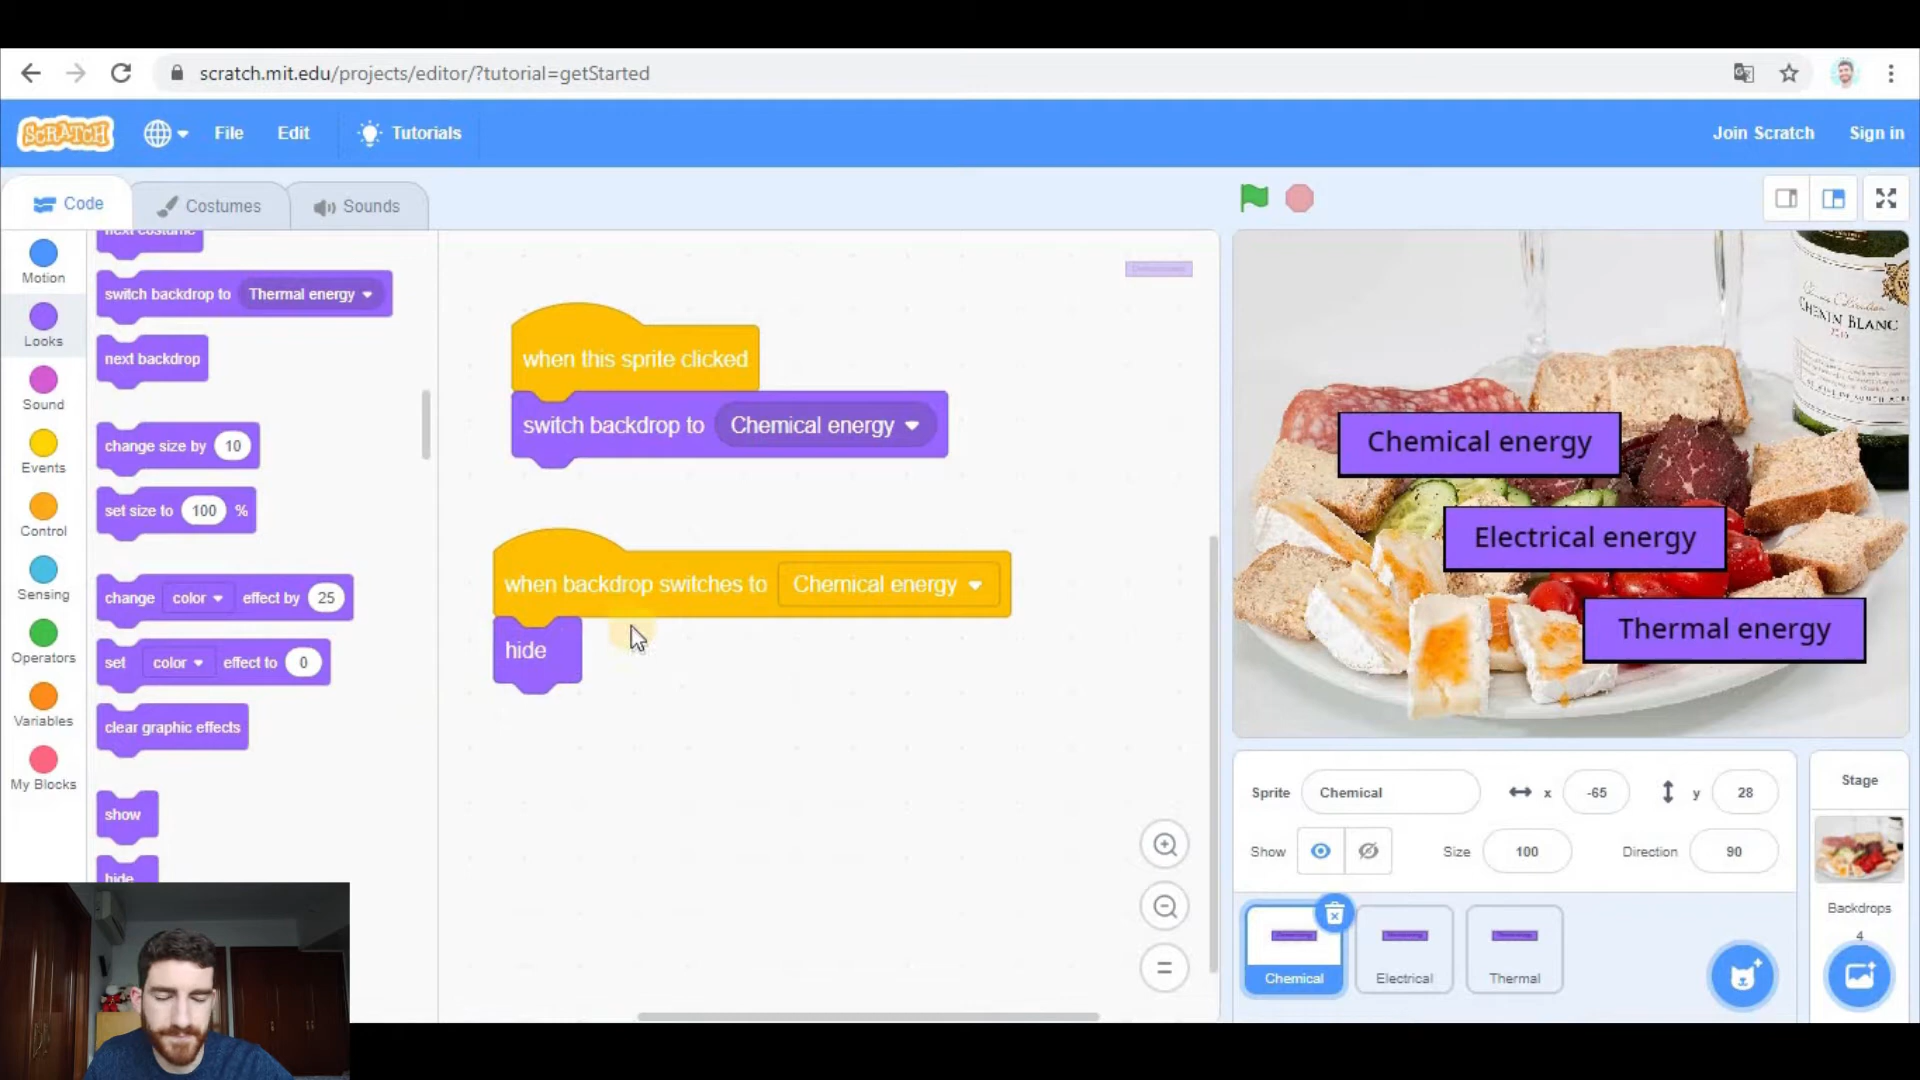 scratch.mit.edu/projects/editor/?tutorial=getStarted
SCRATCH
File
Edit
Tutorials
Join Scratch
Sign in
Code
Costumes
Sounds
Motion
Looks
Sound
Events
Control
Sensing
Operators
Variables
My Blocks
next costume
switch backdrop to Thermal energy
next backdrop
change size by 10
set size to 100 %
change color effect by 25
set color effect to 0
clear graphic effects
show
hide
when this sprite clicked
switch backdrop to Chemical energy
when backdrop switches to Chemical energy
hide
CHENIN BLANC
Chemical energy
Electrical energy
Thermal energy
Sprite Chemical x -65 y 28
Show Size 100 Direction 90
Chemical
Electrical
Thermal
Stage
Backdrops
4